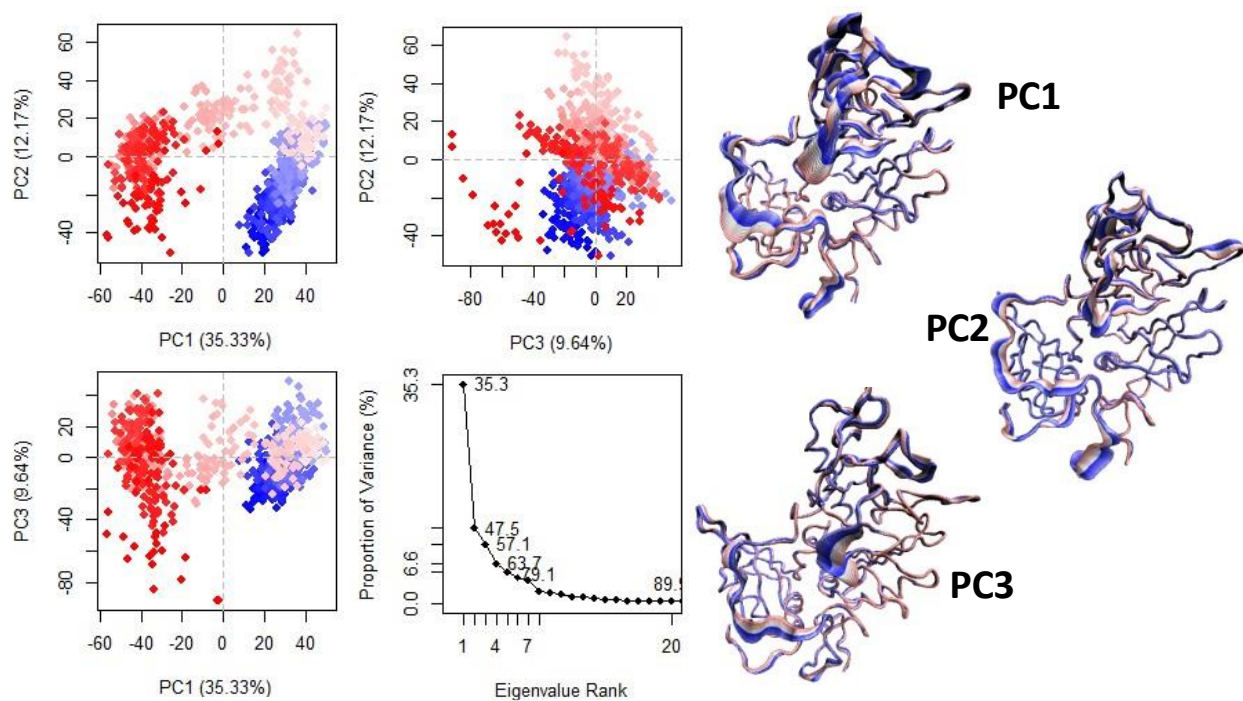 60
40
20
0
-40
PC2 (12.17%)
-60 -40 -20 0 20 40
PC1 (35.33%)
60
40
20
0
-40
PC2 (12.17%)
-80 -40 0 20
PC3 (9.64%)
PC1
PC2
20
0
-40
-80
PC3 (9.64%)
-60 -40 -20 0 20 40
PC1 (35.33%)
35.3
6.6
0.0
Proportion of Variance (%)
35.3
47.5
57.1
63.7
79.1
89.9
1 4 7 20
Eigenvalue Rank
PC3